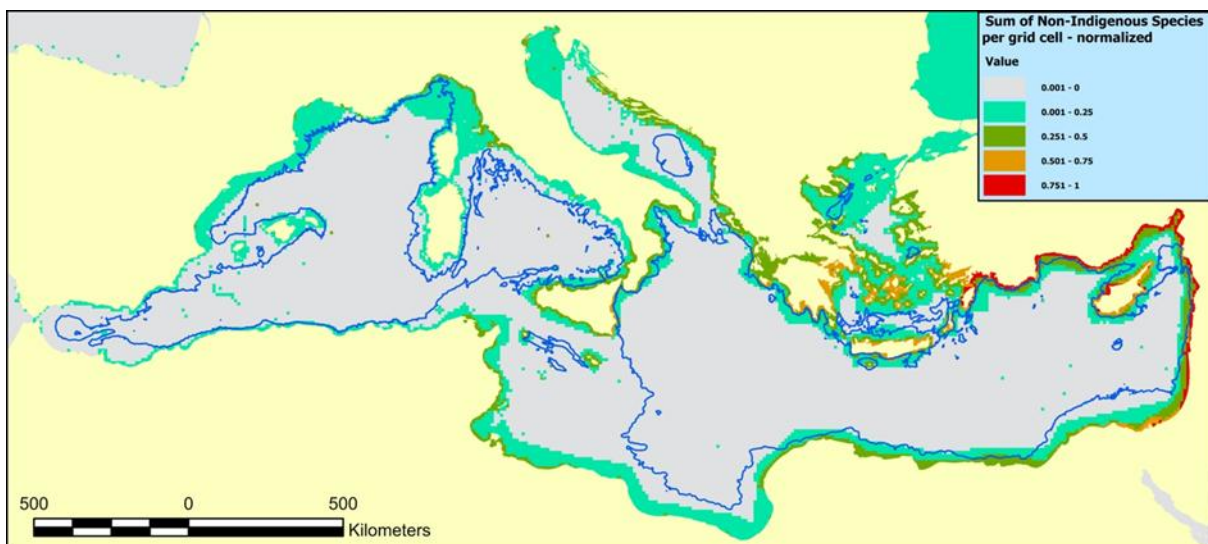 Sum of Non-Indigenous Species
per grid cell - normalized
Value
0.001 - 0
0.001 - 0.25
0.251 - 0.5
0.501 - 0.75
0.751 - 1
500 0 500
Kilometers